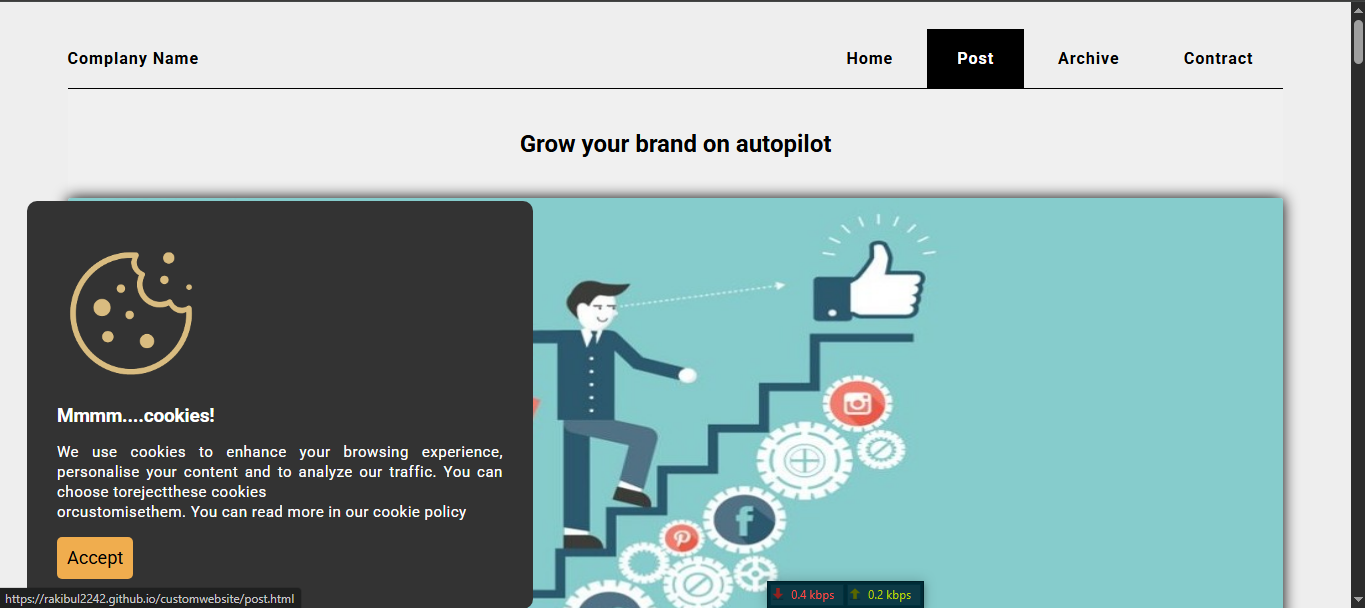 Complany Name
Home
Post
Archive
Contract
Grow your brand on autopilot
Mmmm....cookies!
We use cookies to enhance your browsing experience,
personalise your content and to analyze our traffic. You can
choose torejectthese cookies
orcustomisethem. You can read more in our cookie policy
Accept
https://rakibul2242.github.io/customwebsite/post.html
0.4 kbps
0.2 kbps